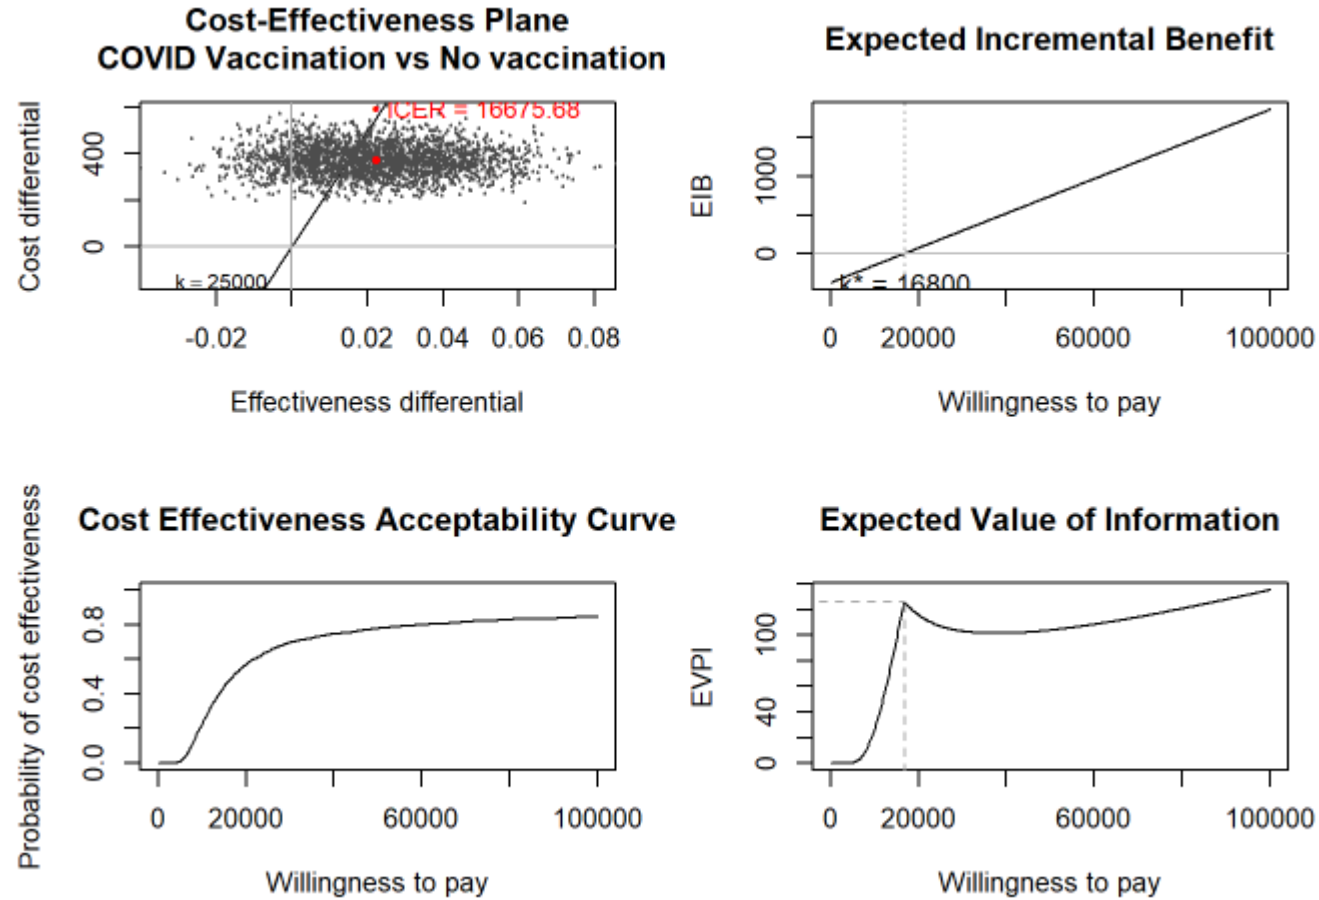 Cost-Effectiveness Plane
COVID Vaccination vs No vaccination
Cost differential
400
0
ICER = 16675.68
k = 25000
-0.02 0.02 0.04 0.06 0.08
Effectiveness differential
Expected Incremental Benefit
EIB
1000
0
k* = 16800
0 20000 60000 100000
Willingness to pay
Cost Effectiveness Acceptability Curve
Probability of cost effectiveness
0.8
0.4
0.0
0 20000 60000 100000
Willingness to pay
Expected Value of Information
EVPI
100
40
0
0 20000 60000 100000
Willingness to pay